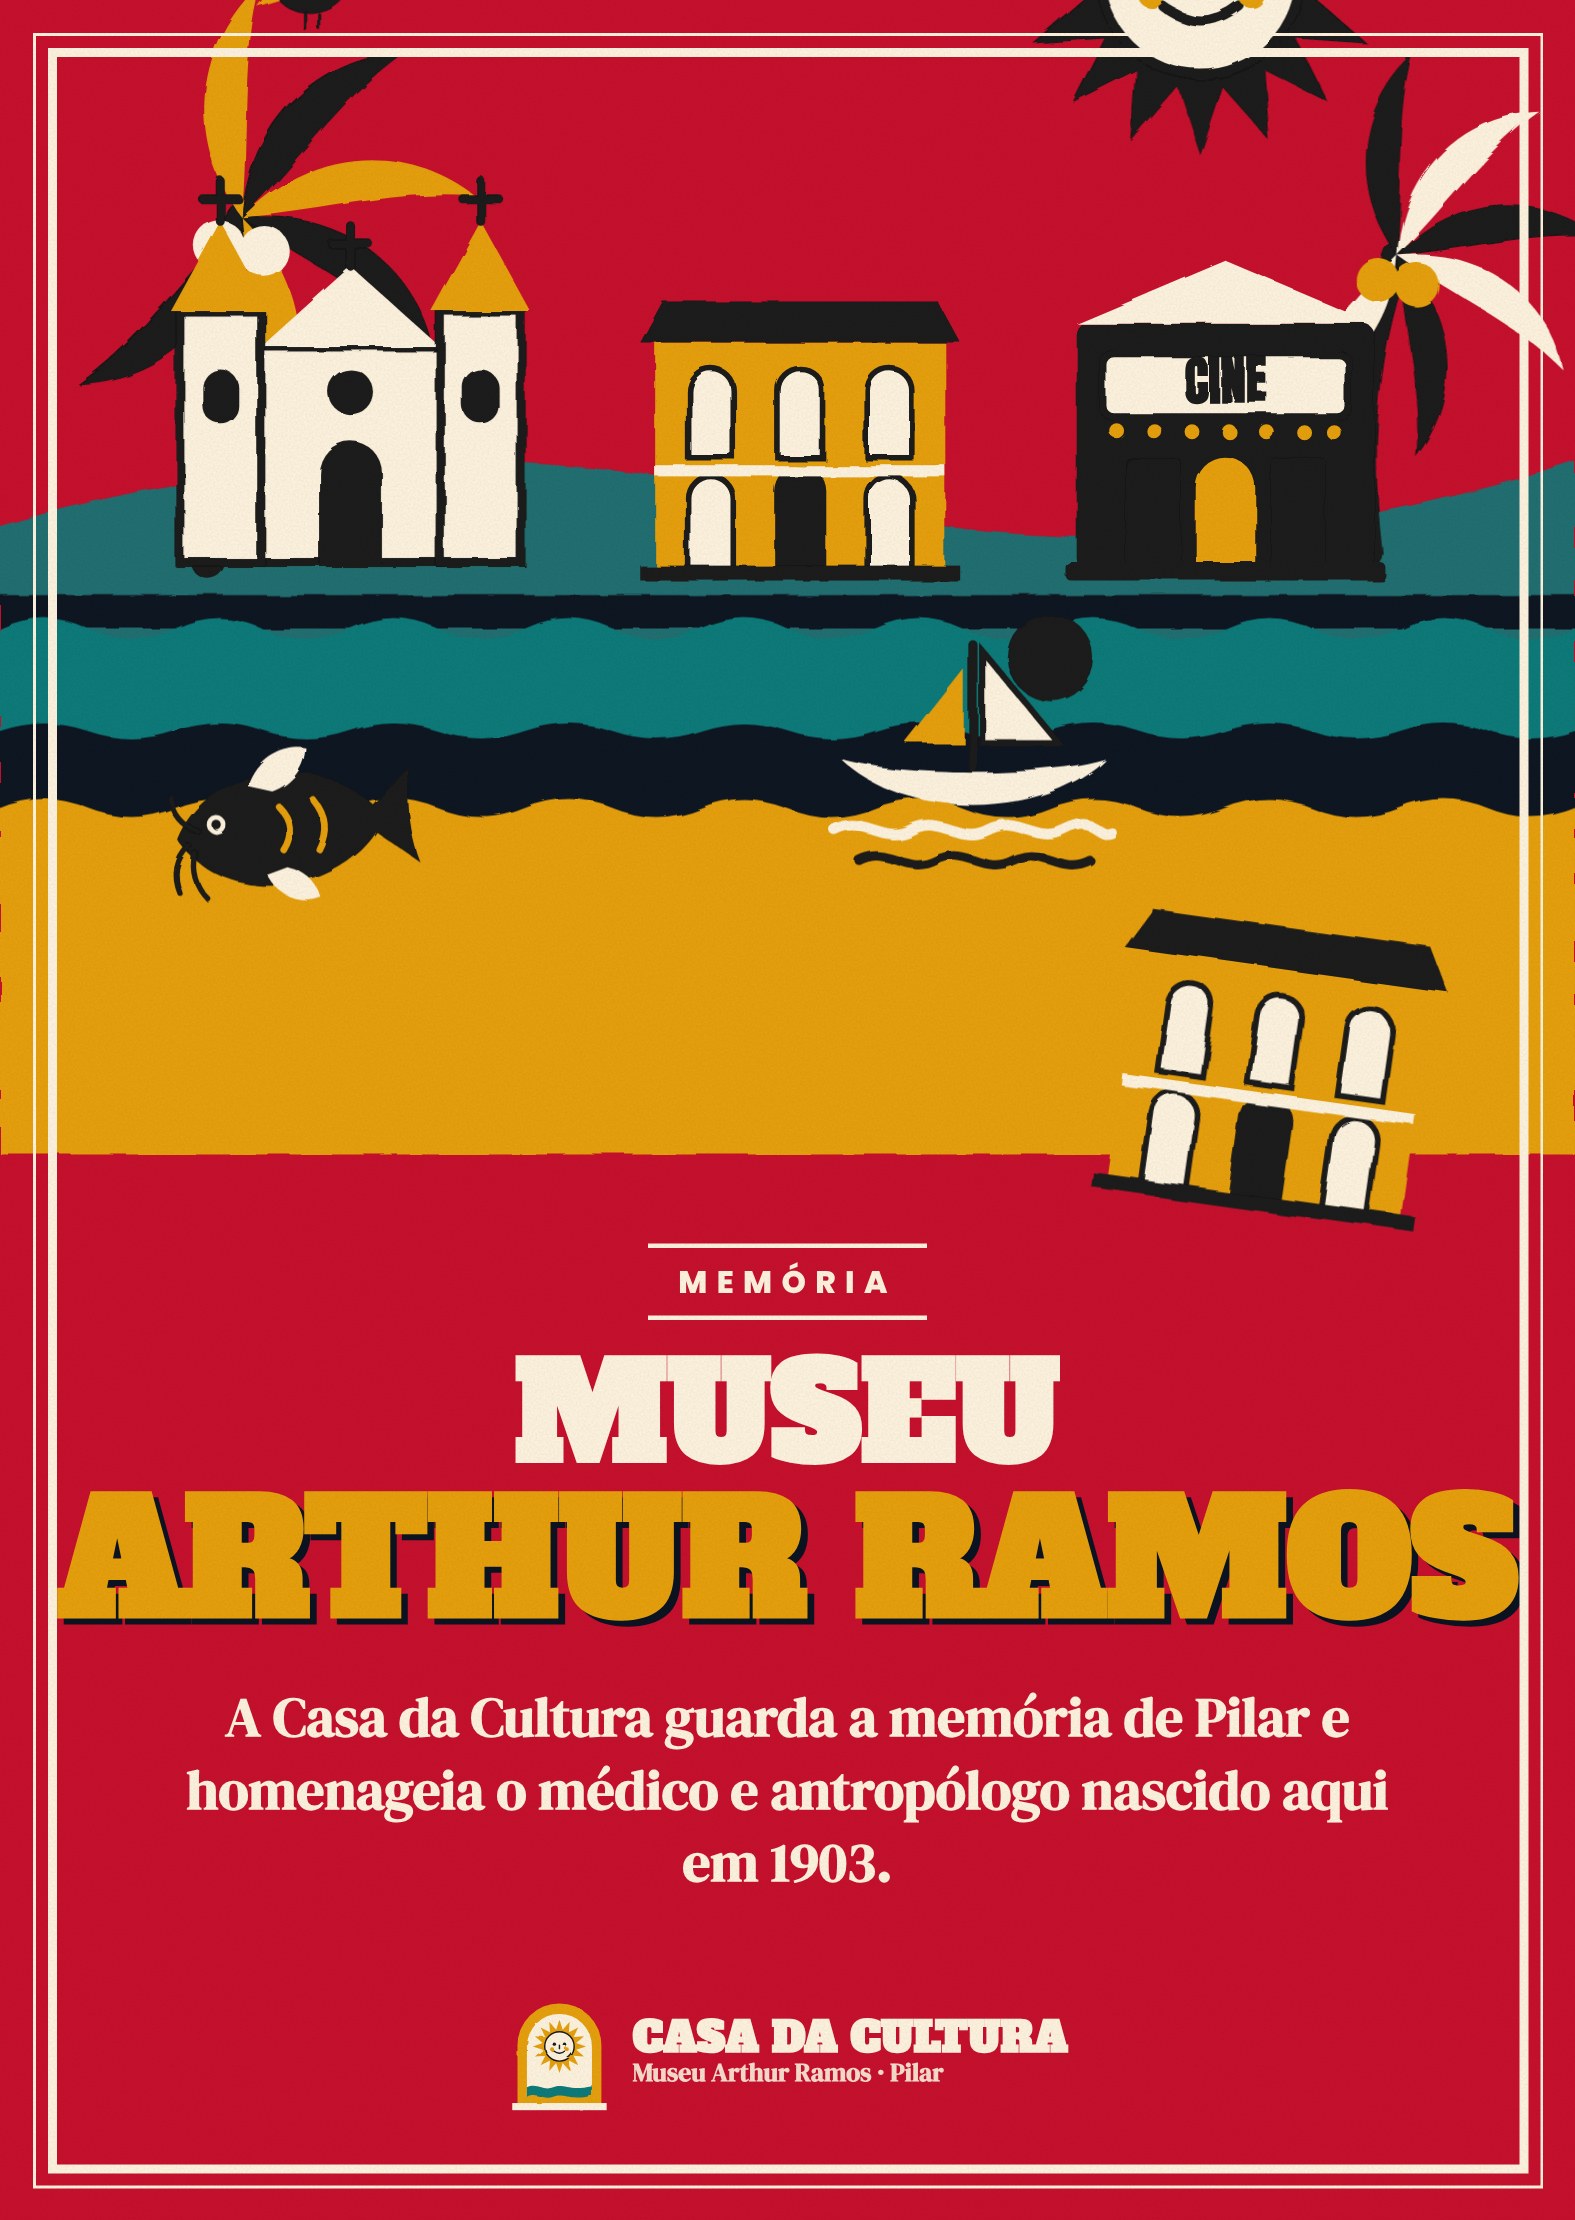 CINE
MEMÓRIA
MUSEU
ARTHUR RAMOS
A Casa da Cultura guarda a memória de Pilar e
homenageia o médico e antropólogo nascido aqui
em 1903.
CASA DA CULTURA
Museu Arthur Ramos • Pilar